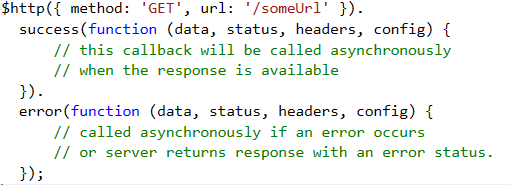 $http({ method: 'GET', url: '/someUrl' }).
  success(function (data, status, headers, config) {
      // this callback will be called asynchronously
      // when the response is available
  }).
  error(function (data, status, headers, config) {
      // called asynchronously if an error occurs
      // or server returns response with an error status.
  });